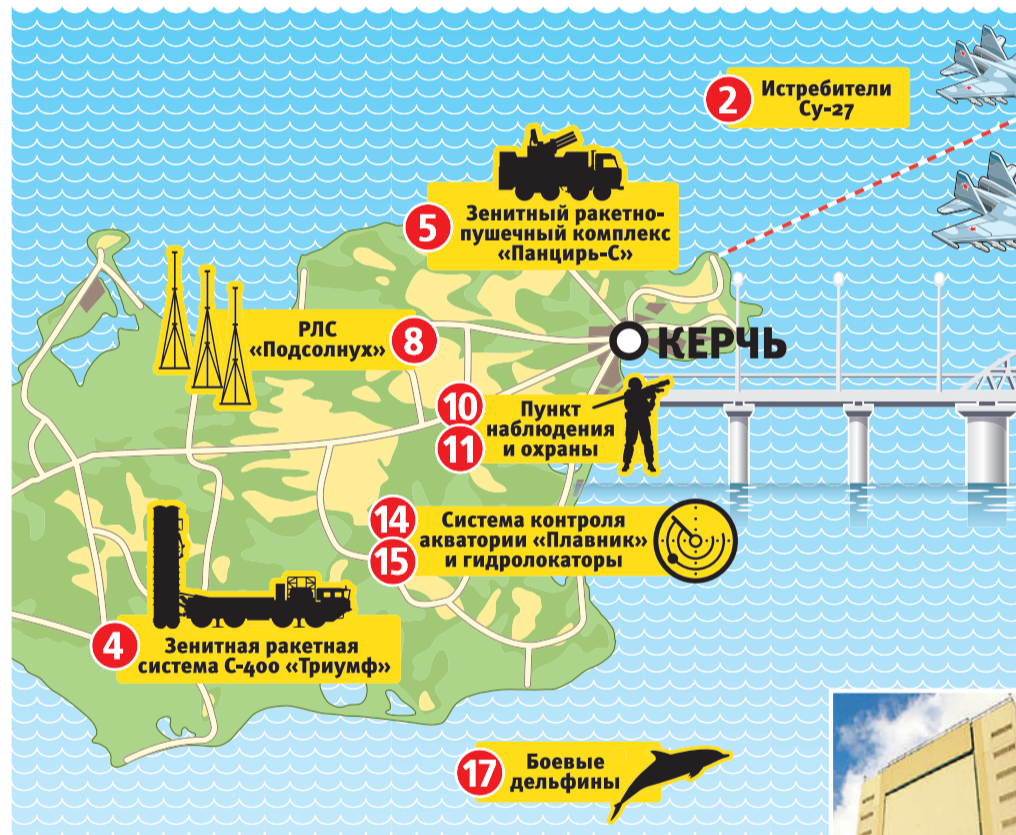 2
Истребители
Су-27
5
Зенитный ракетно-
пушечный комплекс
«Панцирь-С»
РЛС
«Подсолнух»
8
КЕРЧЬ
10
11
Пункт
наблюдения
и охраны
14
15
Система контроля
акватории «Плавник»
и гидролокаторы
4
Зенитная ракетная
система С-400 «Триумф»
17
Боевые
дельфины